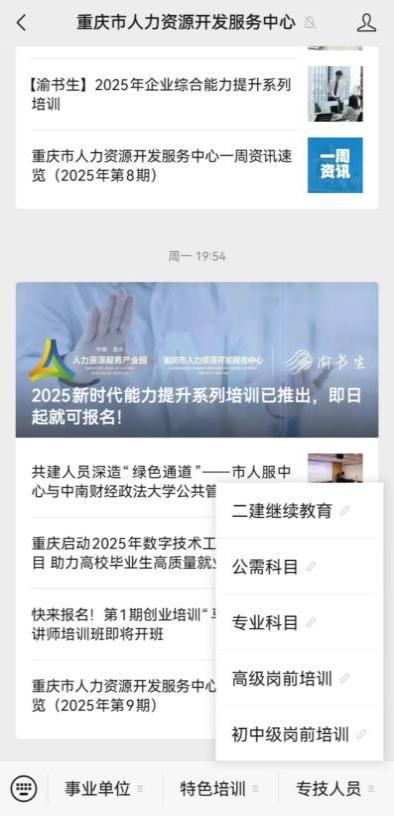 重庆市人力资源开发服务中心
【渝书生】2025年企业综合能力提升系列
培训
重庆市人力资源开发服务中心一周资讯速
览（2025年第8期）
一周
资讯
周一 19:54
中国·重庆
人力资源服务产业园
重庆市人力资源开发服务中心
渝书生
2025新时代能力提升系列培训已推出，即日
起就可报名！
共建人员深造“绿色通道”——市人服中
心与中南财经政法大学公共管
重庆启动2025年数字技术工
目 助力高校毕业生高质量就业
快来报名！第1期创业培训“马
讲师培训班即将开班
重庆市人力资源开发服务中心
览（2025年第9期）
二建继续教育
公需科目
专业科目
高级岗前培训
初中级岗前培训
事业单位
特色培训
专技人员